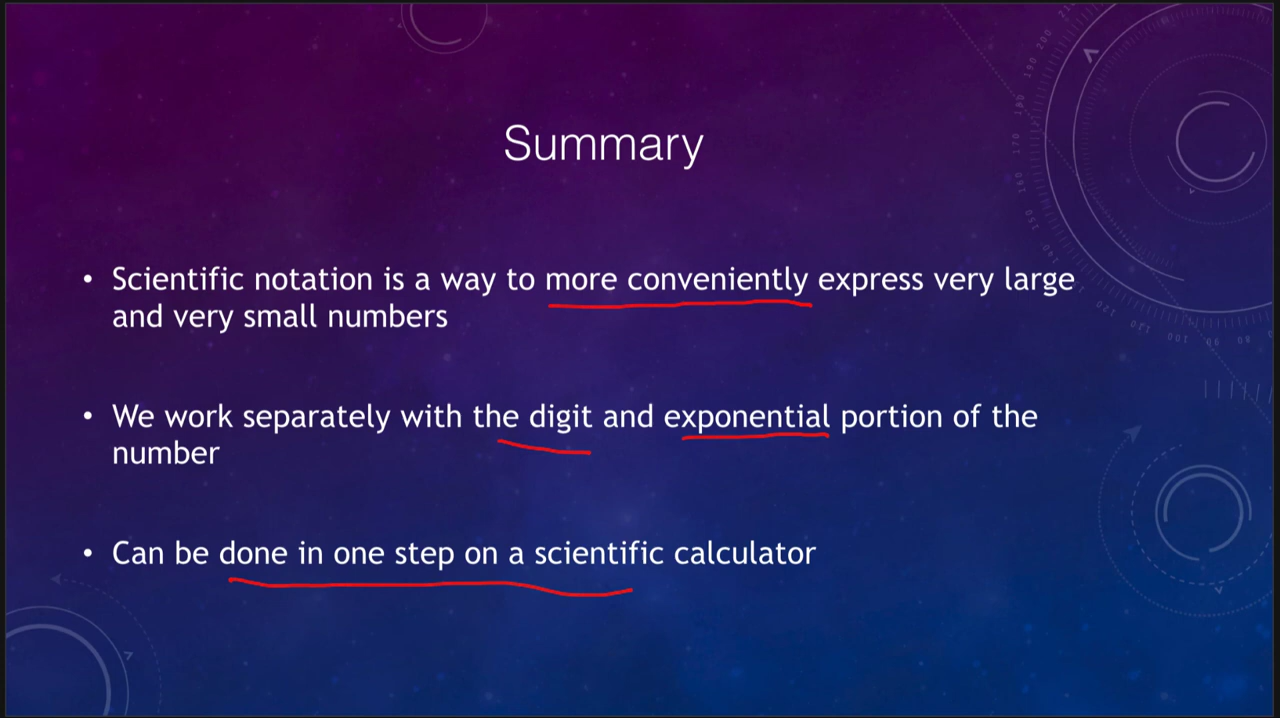 Summary
• Scientific notation is a way to more conveniently express very large
and very small numbers
• We work separately with the digit and exponential portion of the
number
• Can be done in one step on a scientific calculator